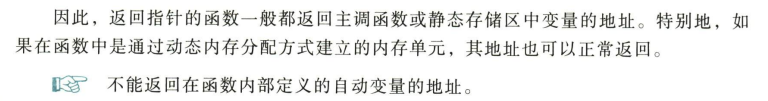 因此，返回指针的函数一般都返回主调函数或静态存储区中变量的地址。特别地，如
果在函数中是通过动态内存分配方式建立的内存单元，其地址也可以正常返回。
不能返回在函数内部定义的自动变量的地址。